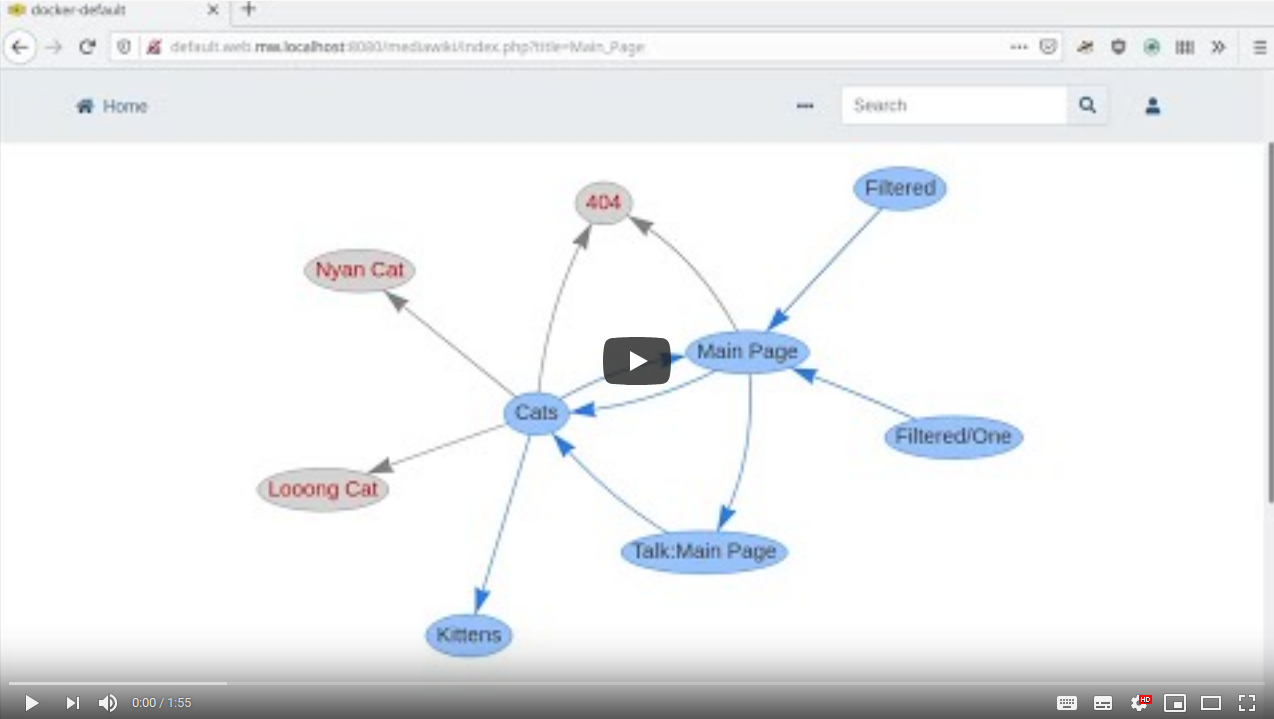 docker-default
default.web.mw.localhost:8080/mediawiki/index.php?title=Main_Page
Home
Search
404
Filtered
Nyan Cat
Main Page
Cats
Filtered/One
Looong Cat
Talk:Main Page
Kittens
0:00 / 1:55
HD